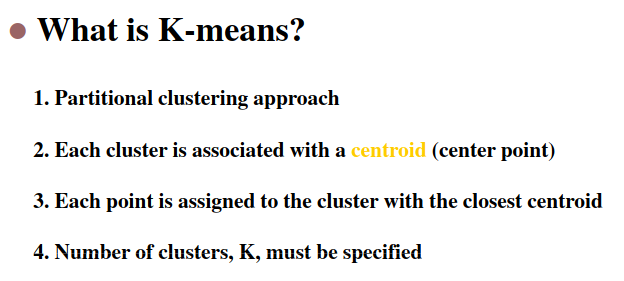 What is K-means?
1. Partitional clustering approach
2. Each cluster is associated with a centroid (center point)
3. Each point is assigned to the cluster with the closest centroid
4. Number of clusters, K, must be specified